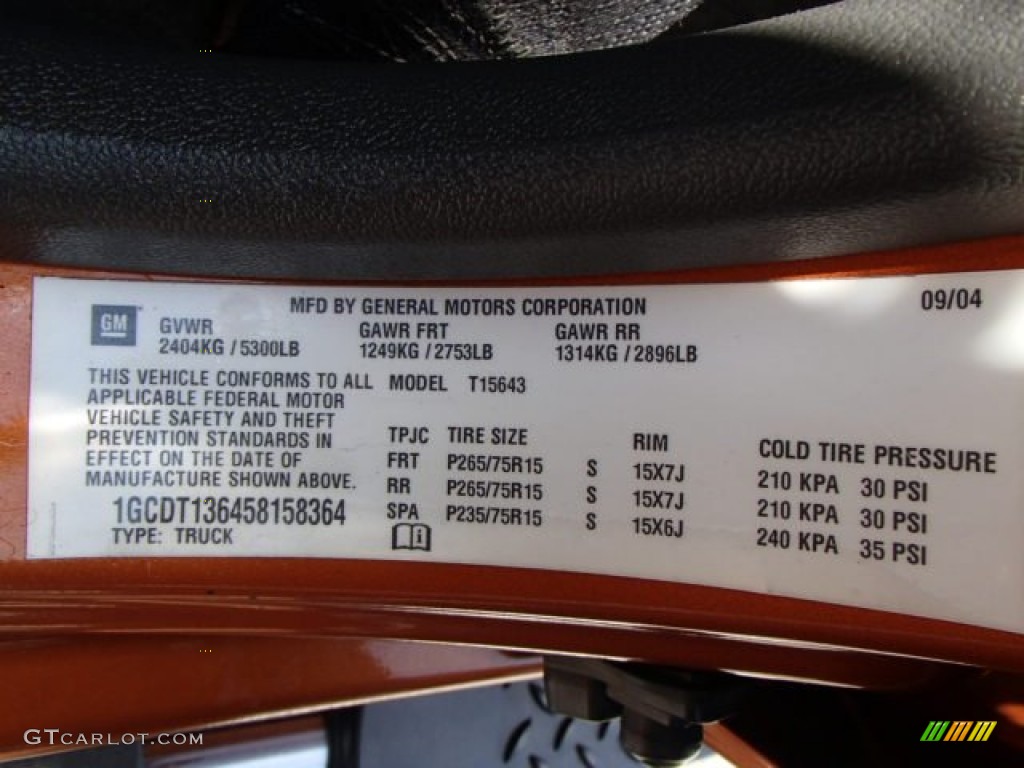 MFD BY GENERAL MOTORS CORPORATION 09/04
GM
GVWR GAWR FRT GAWR RR
2404KG / 5300LB 1249KG / 2753LB 1314KG / 2896LB
THIS VEHICLE CONFORMS TO ALL
APPLICABLE FEDERAL MOTOR
VEHICLE SAFETY AND THEFT
PREVENTION STANDARDS IN
EFFECT ON THE DATE OF
MANUFACTURE SHOWN ABOVE.
1GCDT136458158364
TYPE: TRUCK
MODEL T15643
TPJC TIRE SIZE RIM COLD TIRE PRESSURE
FRT P265/75R15 S 15X7J 210 KPA 30 PSI
RR P265/75R15 S 15X7J 210 KPA 30 PSI
SPA P235/75R15 S 15X6J 240 KPA 35 PSI
i
GTCarlot.com